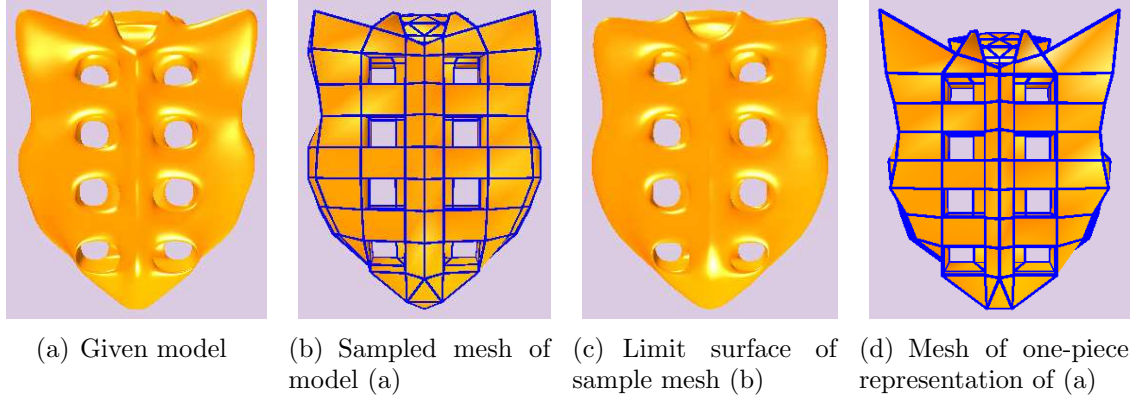 (a) Given model
(b) Sampled mesh of
model (a)
(c) Limit surface of
sample mesh (b)
(d) Mesh of one-piece
representation of (a)